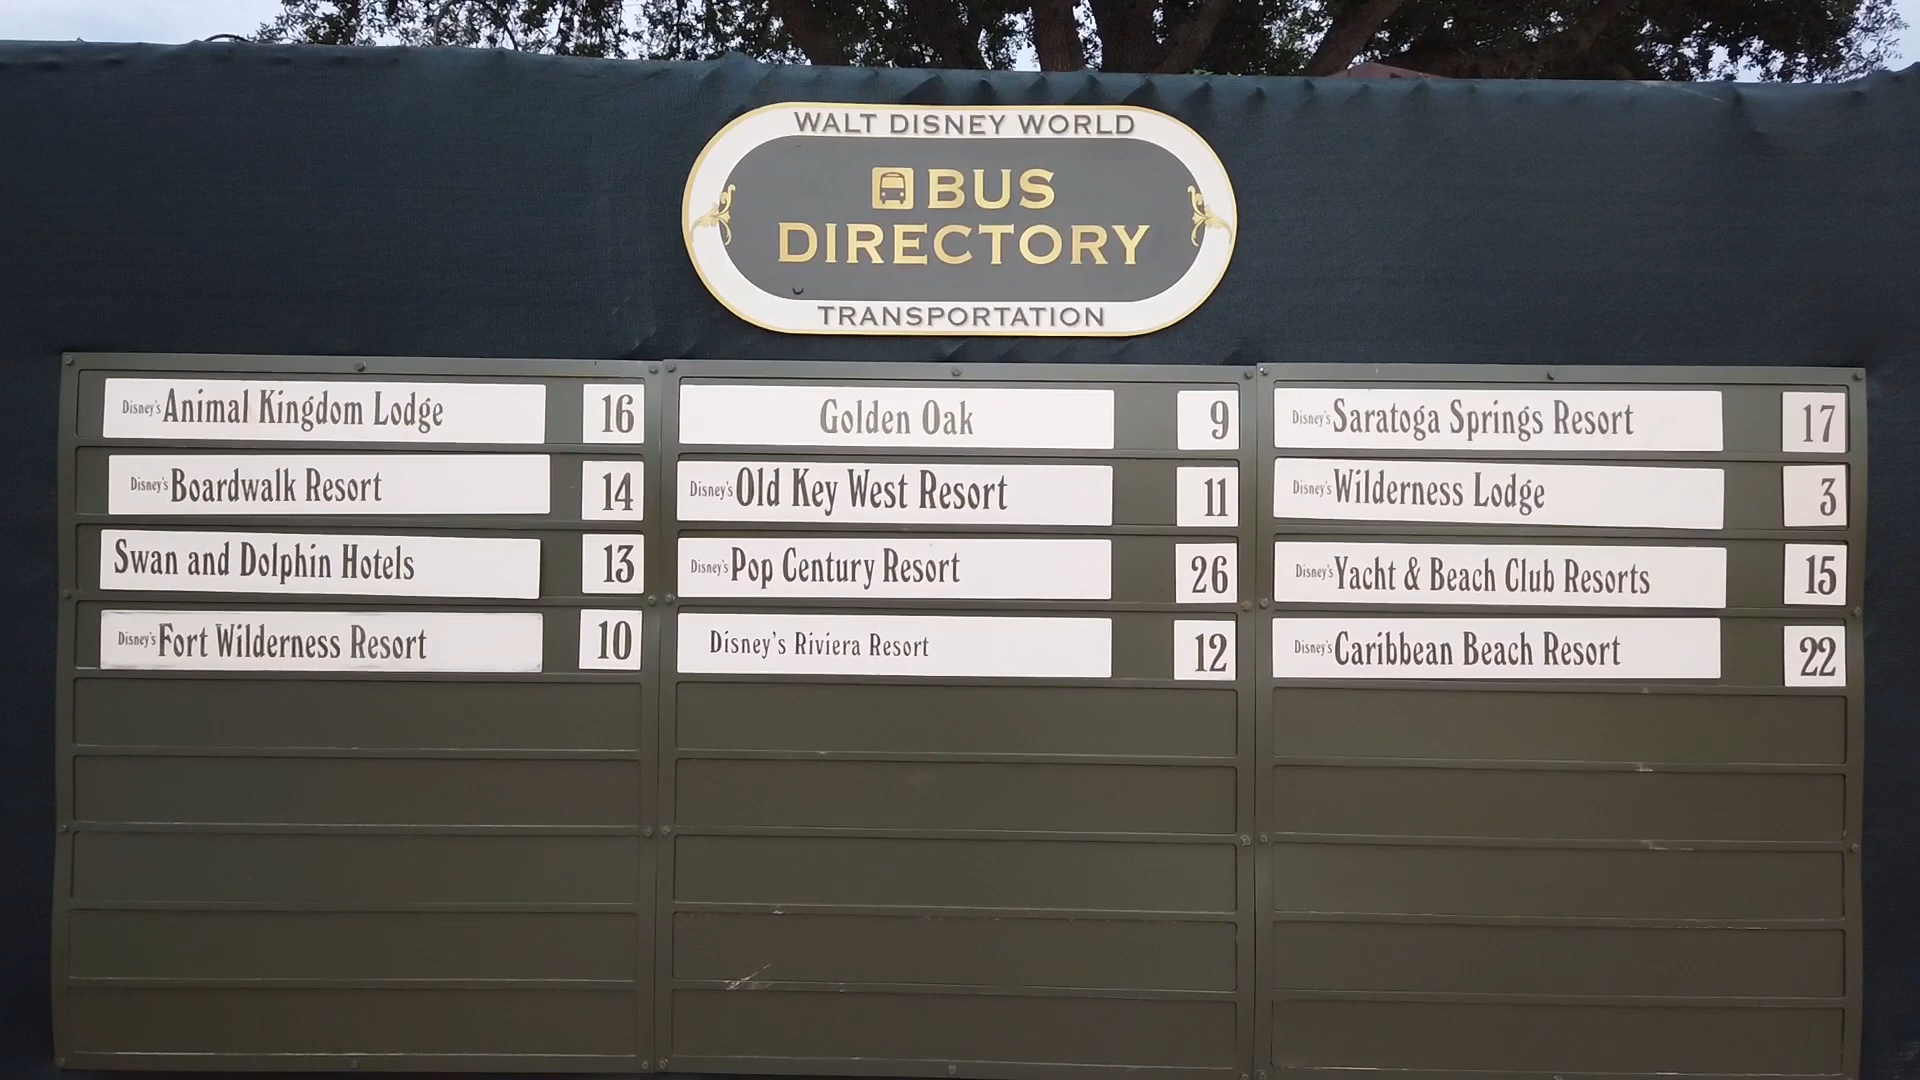 WALT DISNEY WORLD
BUS
DIRECTORY
TRANSPORTATION
Disney's Animal Kingdom Lodge 16
Disney's Boardwalk Resort 14
Swan and Dolphin Hotels 13
Disney's Fort Wilderness Resort 10
Golden Oak 9
Disney's Old Key West Resort 11
Disney's Pop Century Resort 26
Disney's Riviera Resort 12
Disney's Saratoga Springs Resort 17
Disney's Wilderness Lodge 3
Disney's Yacht & Beach Club Resorts 15
Disney's Caribbean Beach Resort 22